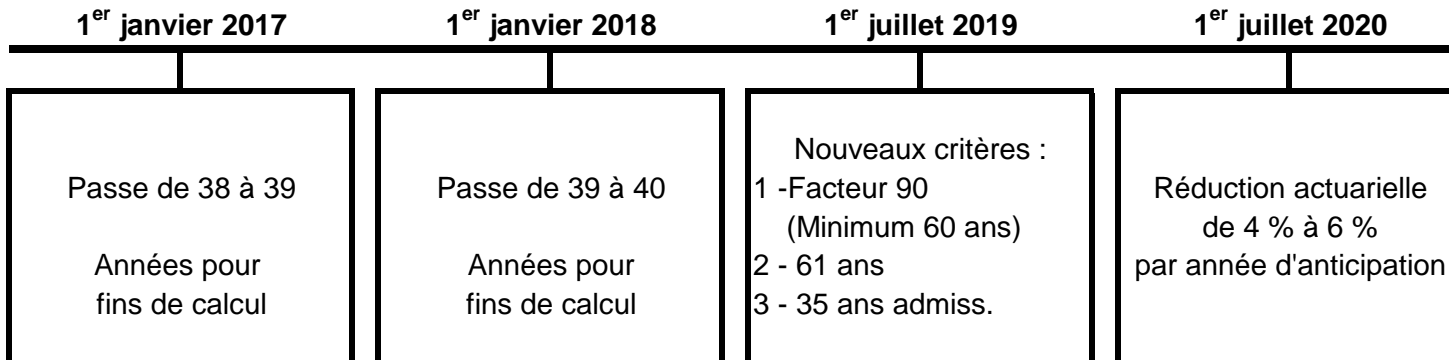 1er janvier 2017
Passe de 38 à 39
Années pour
fins de calcul
1er janvier 2018
Passe de 39 à 40
Années pour
fins de calcul
1er juillet 2019
Nouveaux critères :
1 -Facteur 90
(Minimum 60 ans)
2 - 61 ans
3 - 35 ans admiss.
1er juillet 2020
Réduction actuarielle
de 4 % à 6 %
par année d'anticipation